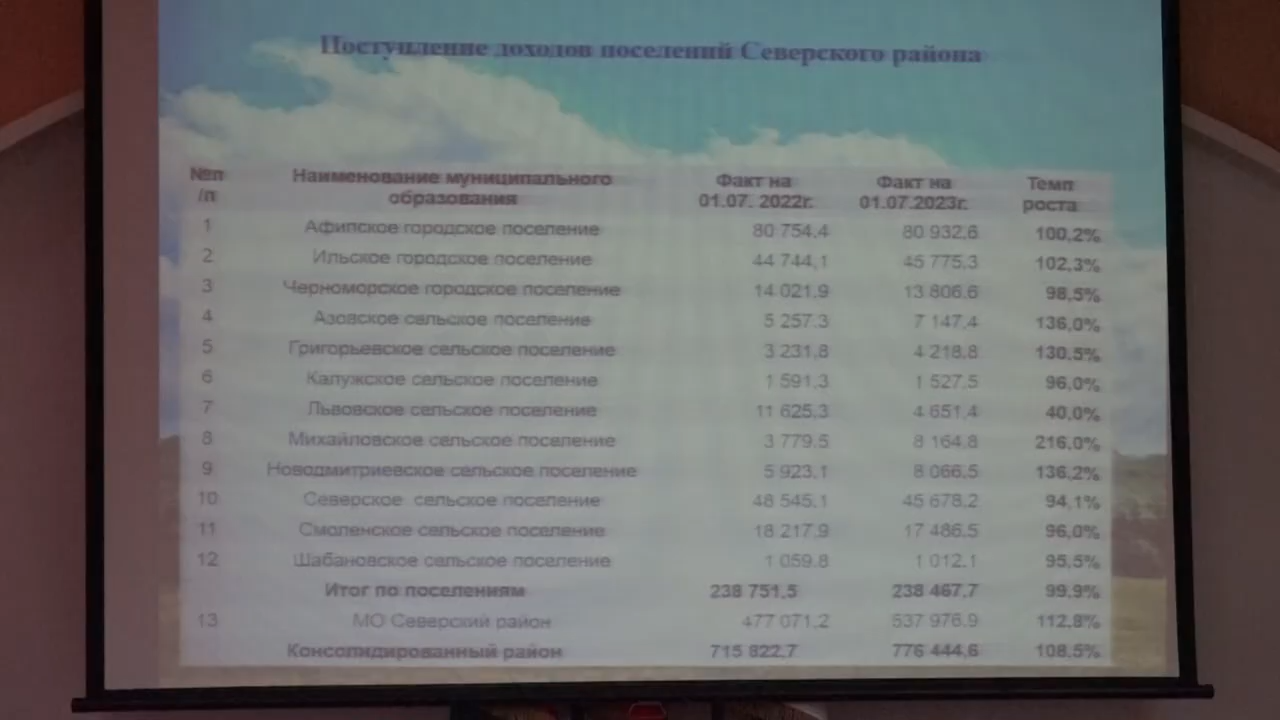 Поступление доходов поселений Северского района
№п/п Наименование муниципального образования Факт на 01.07. 2022г. Факт на 01.07.2023г. Темп роста
1 Афипское городское поселение 80 754,4 80 932,6 100,2%
2 Ильское городское поселение 44 744,1 45 775,3 102,3%
3 Черноморское городское поселение 14 021,9 13 806,6 98,5%
4 Азовское сельское поселение 5 257,3 7 147,4 136,0%
5 Григорьевское сельское поселение 3 231,8 4 218,8 130,5%
6 Калужское сельское поселение 1 591,3 1 527,5 96,0%
7 Львовское сельское поселение 11 625,3 4 651,4 40,0%
8 Михайловское сельское поселение 3 779,5 8 164,8 216,0%
9 Новодмитриевское сельское поселение 5 923,1 8 066,5 136,2%
10 Северское сельское поселение 48 545,1 45 678,2 94,1%
11 Смоленское сельское поселение 18 217,9 17 486,5 96,0%
12 Шабановское сельское поселение 1 059,8 1 012,1 95,5%
Итог по поселениям 238 751,5 238 467,7 99,9%
13 МО Северский район 477 071,2 537 976,9 112,8%
Консолидированный район 715 822,7 776 444,6 108,5%